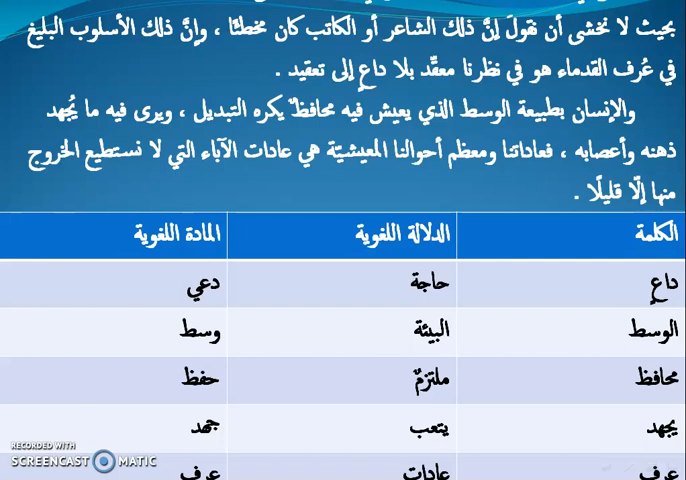 بحيث لا نخشى أن نقولَ إنَّ ذلك الشاعر أو الكاتب كان مخطئًا ، وإنَّ ذلك الأسلوب البليغ
في عُرف القدماء هو في نظرنا معقّد بلا داعٍ إلى تعقيد .
والإنسان بطبيعة الوسط الذي يعيش فيه محافظٌ يكره التبديل ، ويرى فيه ما يُجهد
ذهنه وأعصابه ، فعاداتنا ومعظم أحوالنا المعيشيّة هي عادات الآباء التي لا نستطيع الخروج
منها إلّا قليلًا .
الكلمة الدلالة اللغوية المادة اللغوية
داعٍ حاجة دعي
الوسط البيئة وسط
محافظ ملتزمٌ حفظ
يجهد يتعب جهد
عرف عادات عرف
RECORDED WITH
SCREENCAST MATIC